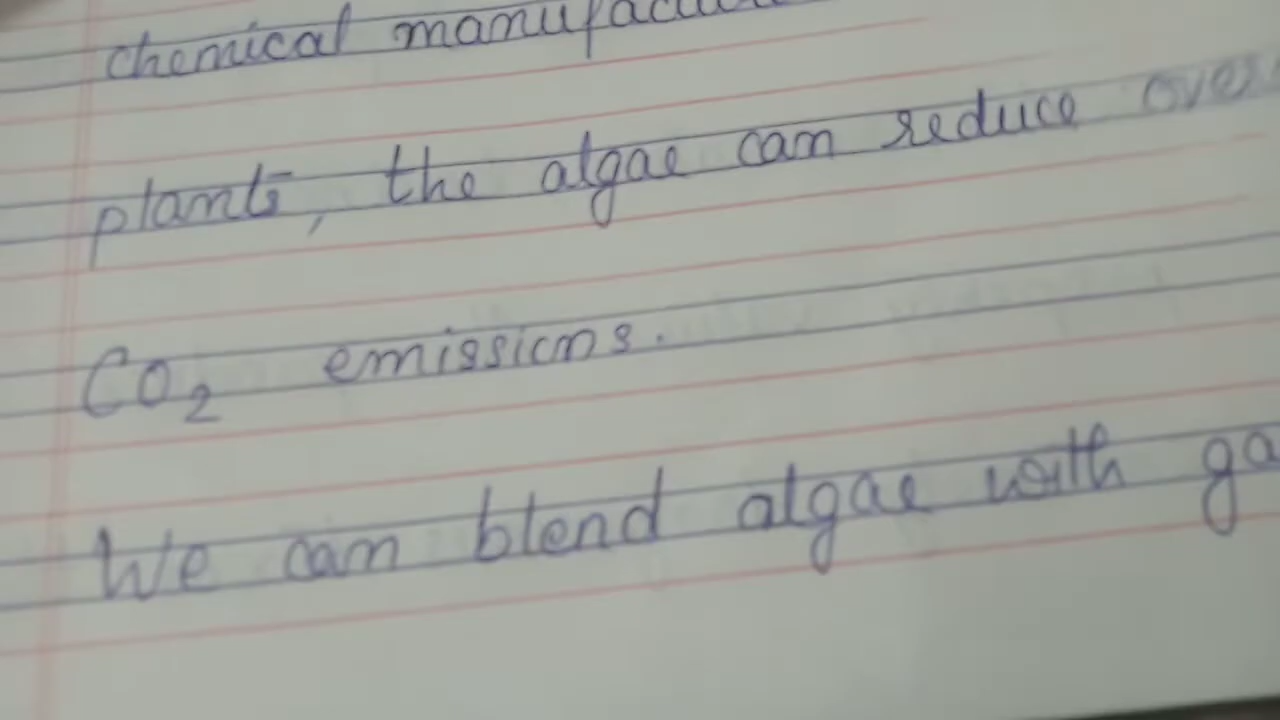 chemical
plants, the algae can reduce
CO₂ emissions.
We can blend algae with